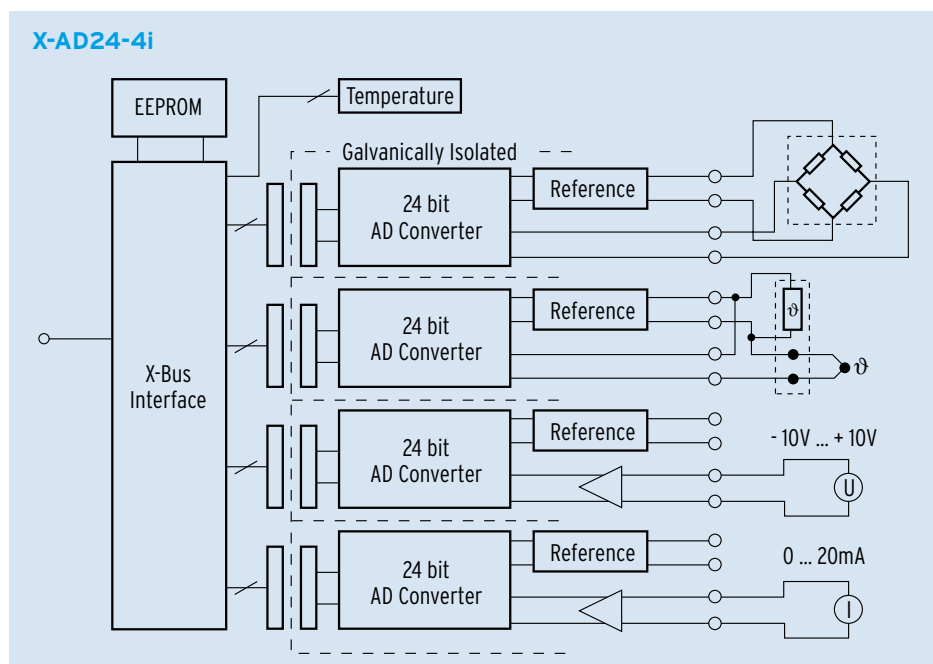 X-AD24-4i
EEPROM
Temperature
Galvanically Isolated
24 bit
AD Converter
Reference
24 bit
AD Converter
Reference
ϑ
ϑ
X-Bus
Interface
24 bit
AD Converter
Reference
- 10V ... + 10V
U
24 bit
AD Converter
Reference
0 ... 20mA
I